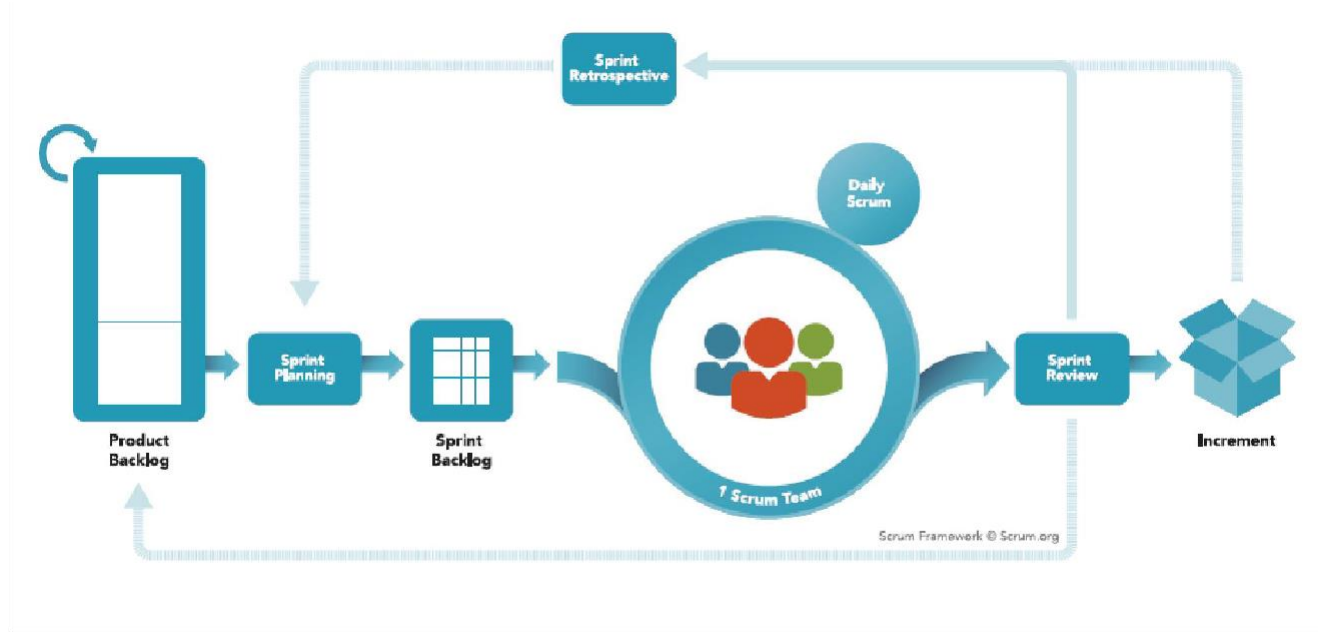 Sprint
Retrospective
Daily
Scrum
Sprint
Planning
Sprint
Review
Product
Backlog
Sprint
Backlog
Increment
1 Scrum Team
Scrum Framework © Scrum.org